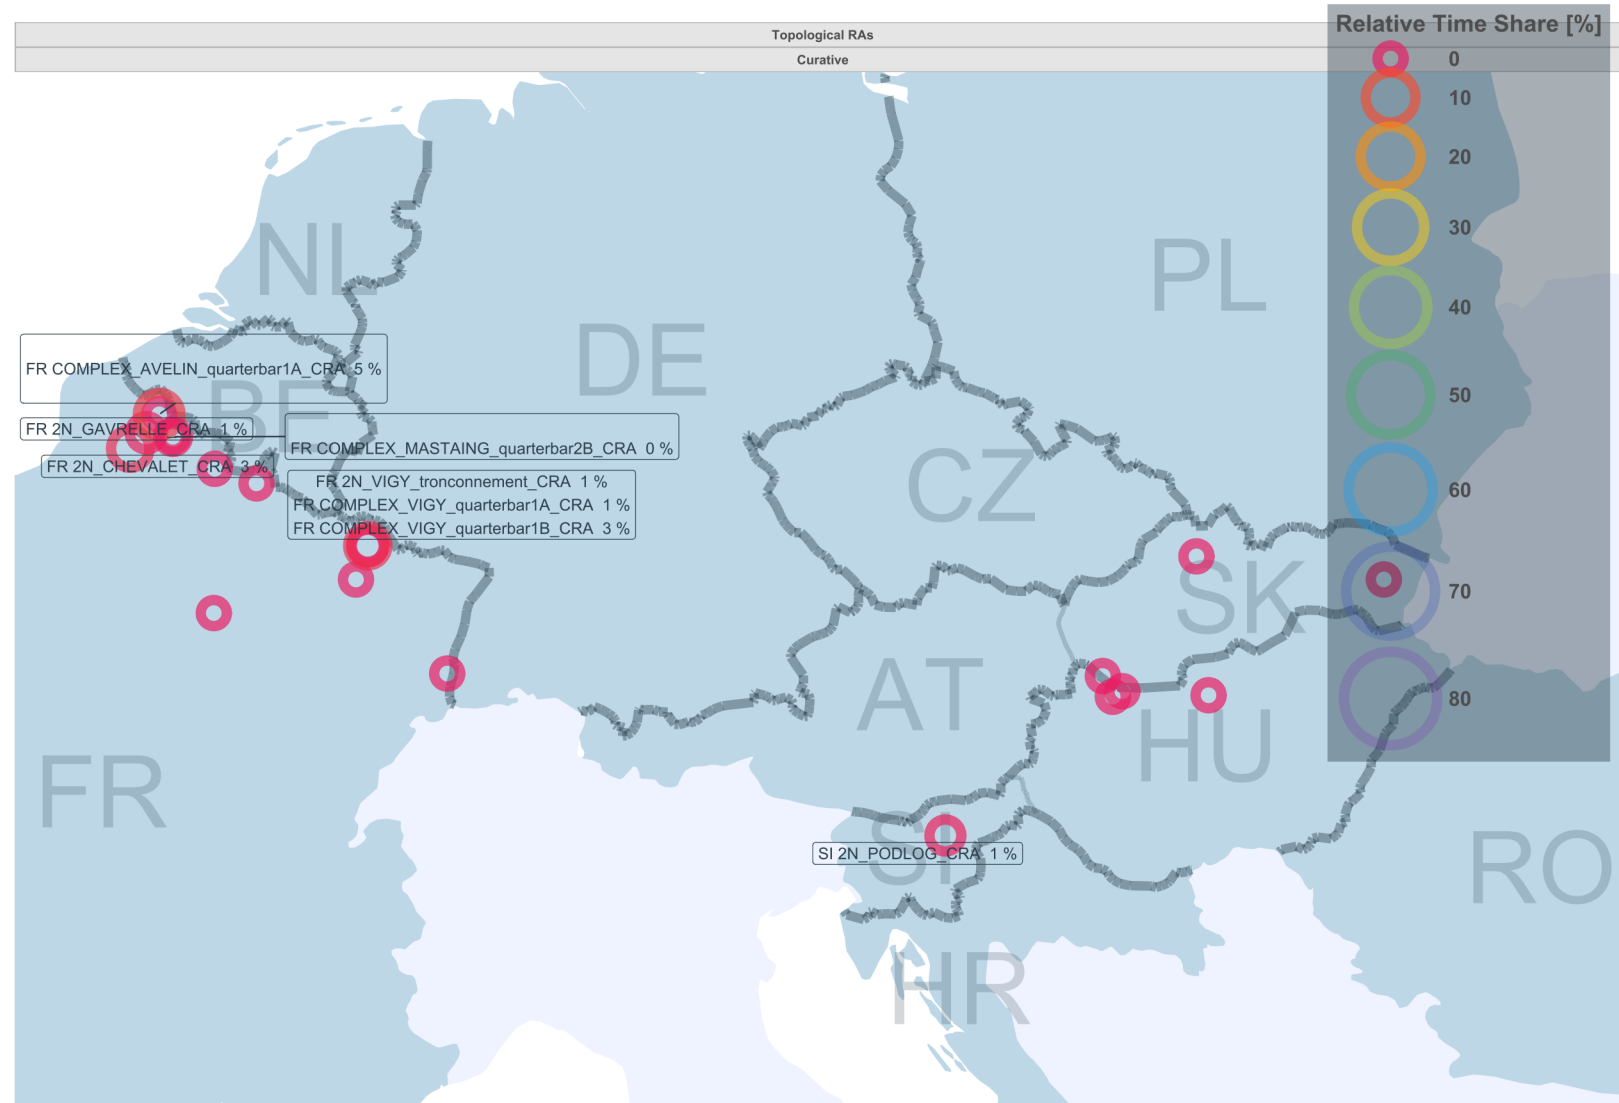 Topological RAs
Curative
Relative Time Share [%]
0
10
20
30
40
50
60
70
80
NL
DE
PL
BE
CZ
SK
AT
HU
FR
SI
HR
RO
FR COMPLEX_AVELIN_quarterbar1A_CRA 5 %
FR 2N_GAVRELLE_CRA 1 %
FR COMPLEX_MASTAING_quarterbar2B_CRA 0 %
FR 2N_CHEVALET_CRA 3 %
FR 2N_VIGY_tronconnement_CRA 1 %
FR COMPLEX_VIGY_quarterbar1A_CRA 1 %
FR COMPLEX_VIGY_quarterbar1B_CRA 3 %
SI 2N_PODLOG_CRA 1 %